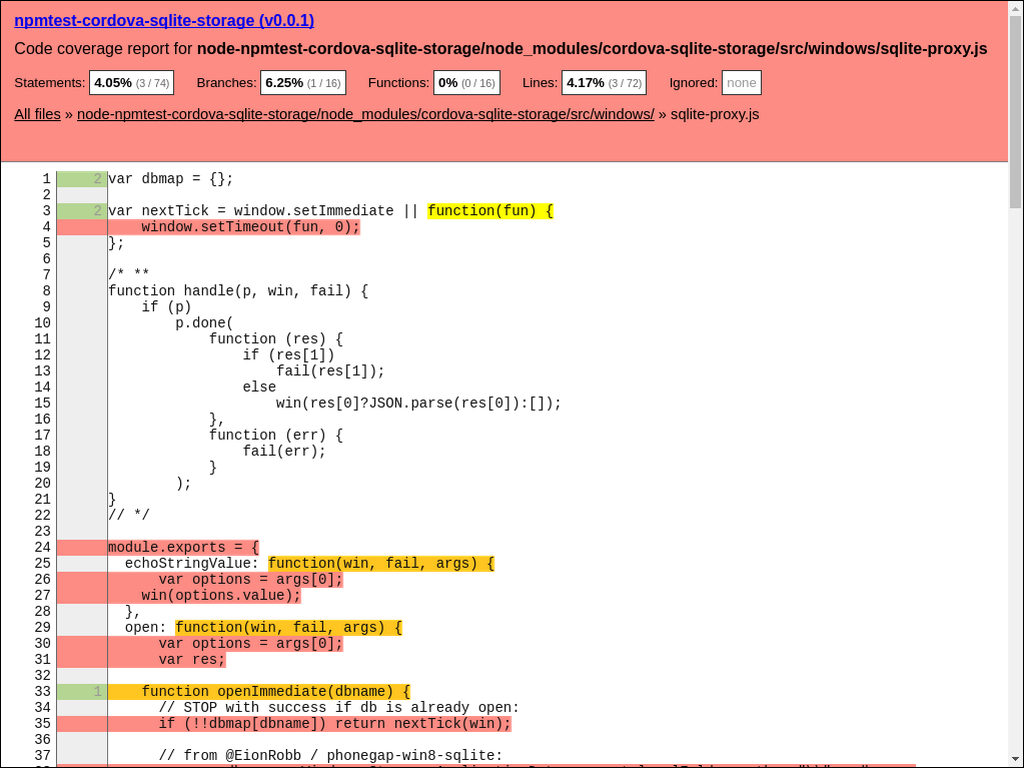 npmtest-cordova-sqlite-storage (v0.0.1)
Code coverage report for node-npmtest-cordova-sqlite-storage/node_modules/cordova-sqlite-storage/src/windows/sqlite-proxy.js
Statements: 4.05% (3 / 74) Branches: 6.25% (1 / 16) Functions: 0% (0 / 16) Lines: 4.17% (3 / 72) Ignored: none
All files » node-npmtest-cordova-sqlite-storage/node_modules/cordova-sqlite-storage/src/windows/ » sqlite-proxy.js
1 2 var dbmap = {};
2
3 2 var nextTick = window.setImmediate || function(fun) {
4     window.setTimeout(fun, 0);
5 };
6
7 /* **
8 function handle(p, win, fail) {
9     if (p)
10         p.done(
11             function (res) {
12                 if (res[1])
13                     fail(res[1]);
14                 else
15                     win(res[0]?JSON.parse(res[0]):[]);
16             },
17             function (err) {
18                 fail(err);
19             }
20         );
21 }
22 // */
23
24 module.exports = {
25   echoStringValue: function(win, fail, args) {
26       var options = args[0];
27     win(options.value);
28   },
29   open: function(win, fail, args) {
30       var options = args[0];
31       var res;
32
33 1     function openImmediate(dbname) {
34       // STOP with success if db is already open:
35       if (!!dbmap[dbname]) return nextTick(win);
36
37       // from @EionRobb / phonegap-win8-sqlite: